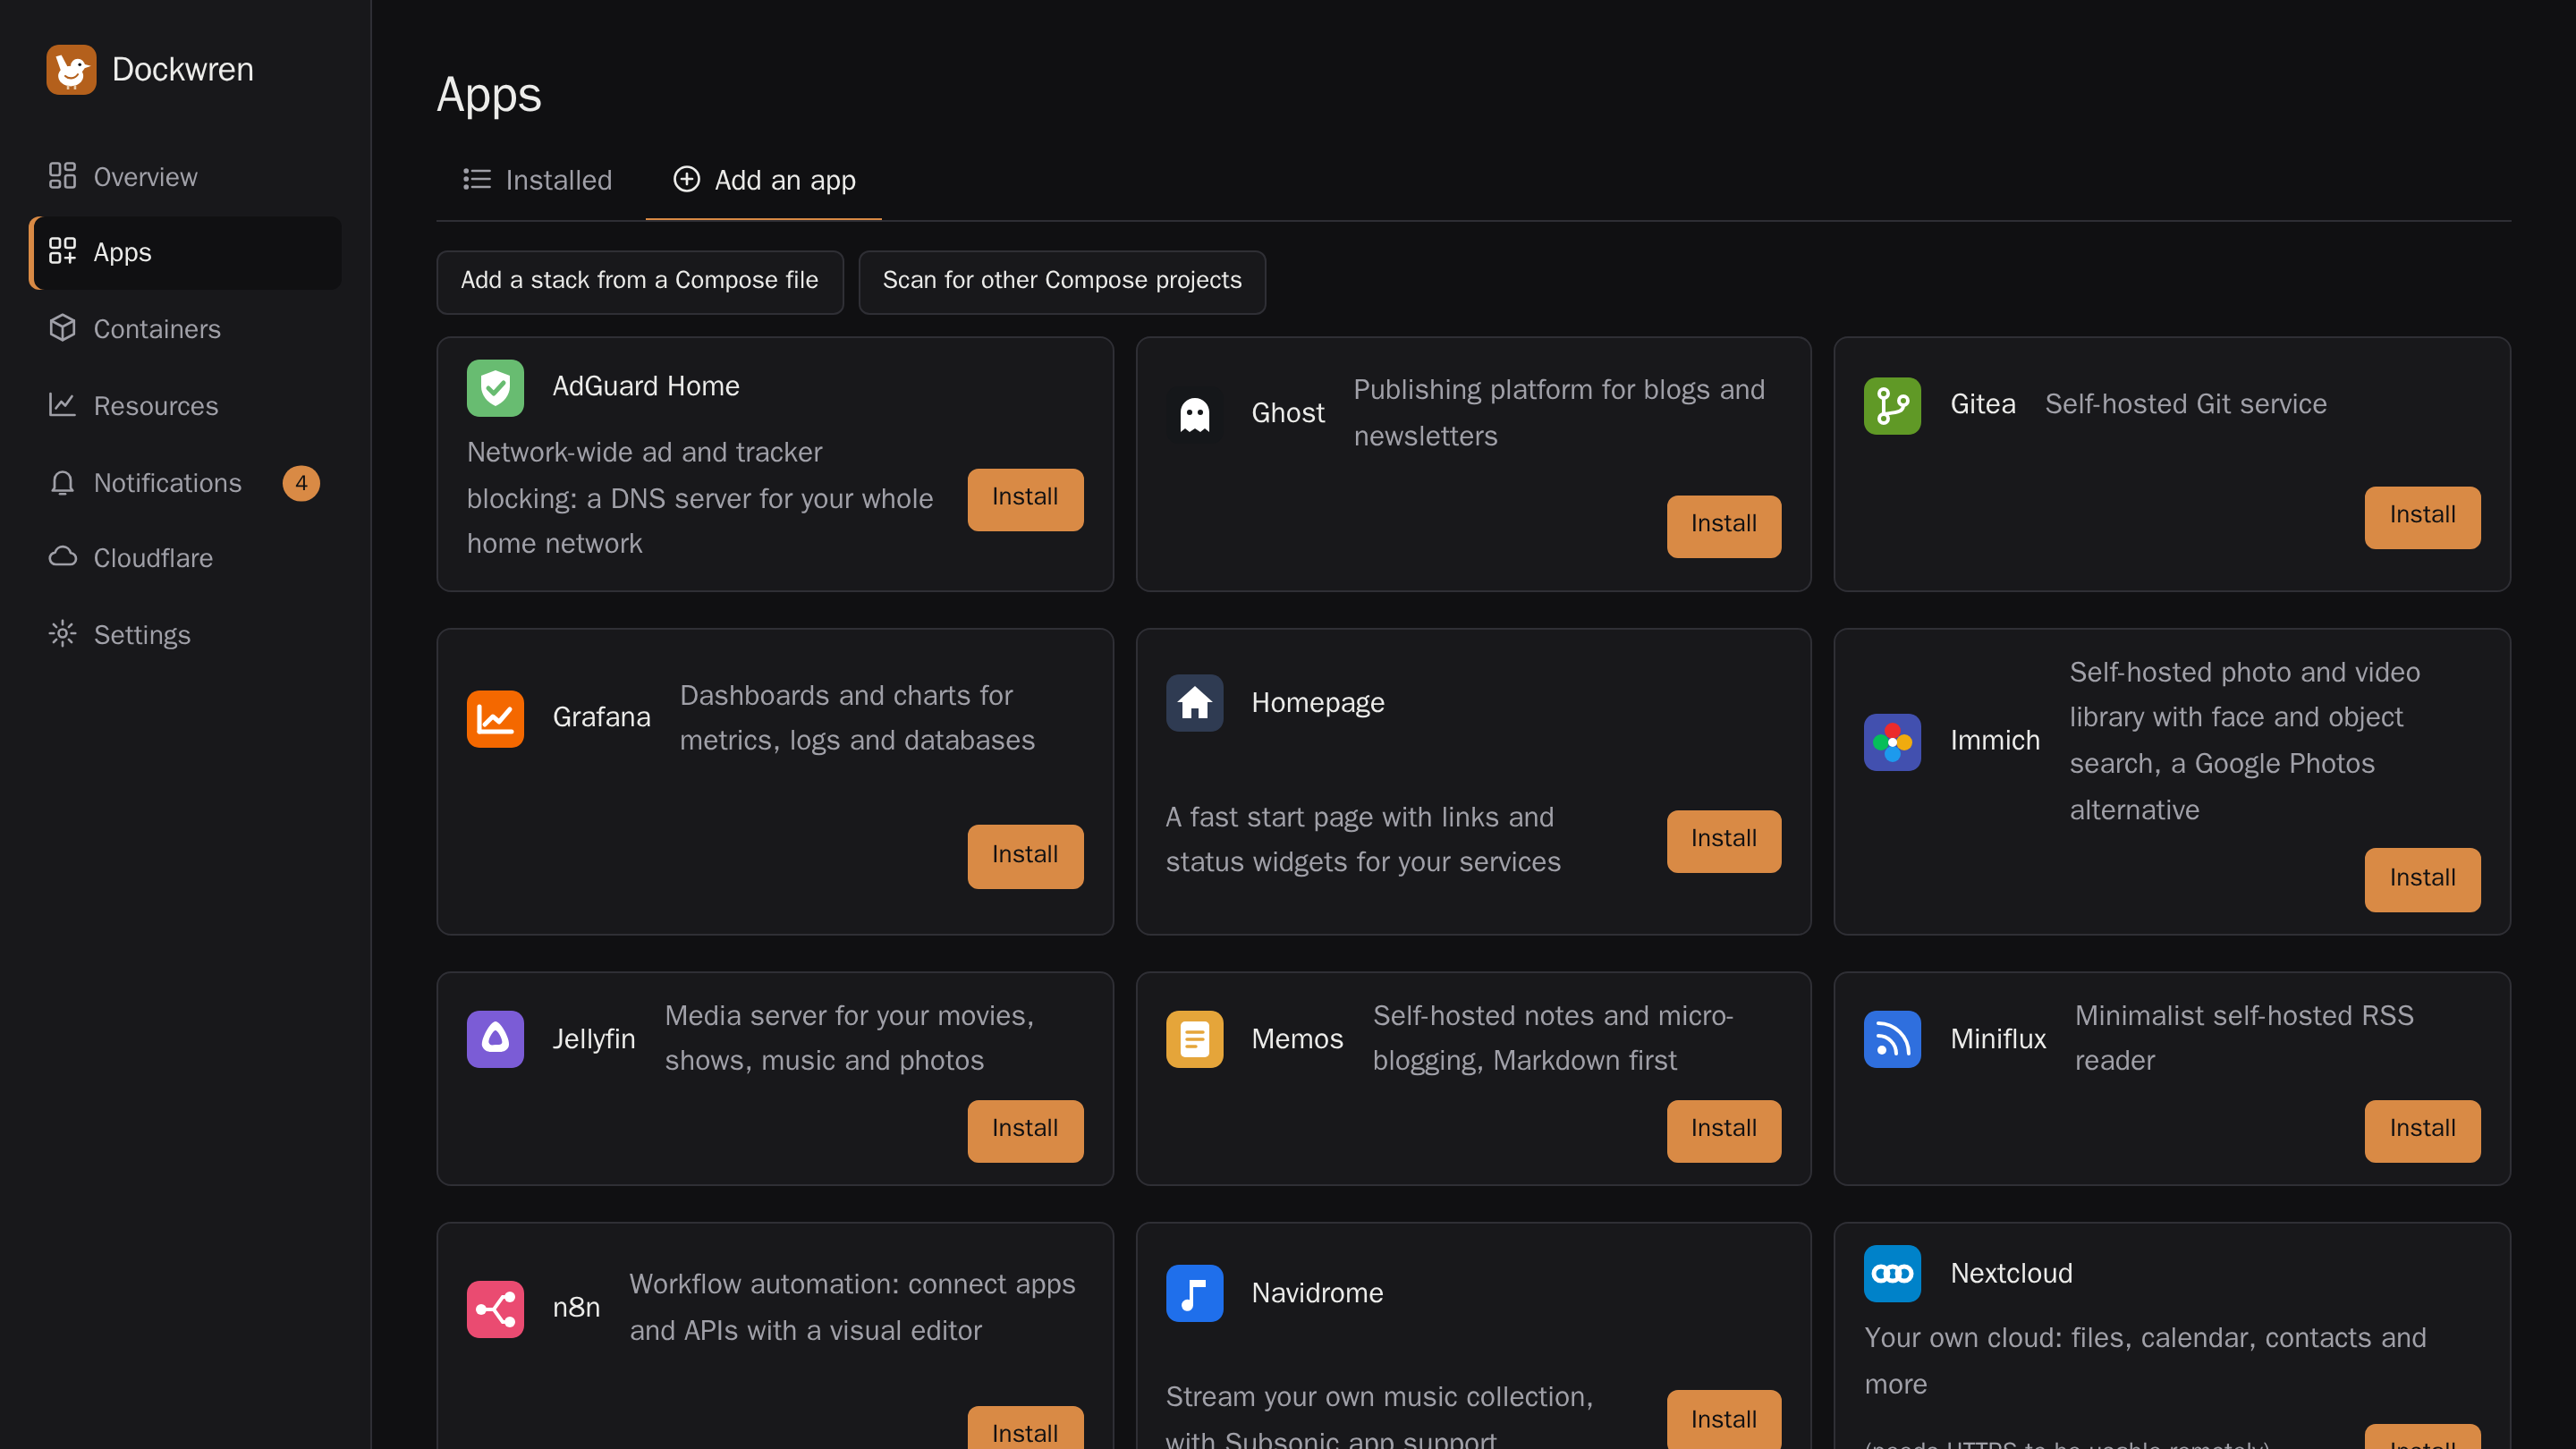 Dockwren
Overview
Apps
Containers
Resources
Notifications 4
Cloudflare
Settings
Apps
Installed
Add an app
Add a stack from a Compose file
Scan for other Compose projects
AdGuard Home
Network-wide ad and tracker
blocking: a DNS server for your whole
home network
Install
Ghost
Publishing platform for blogs and
newsletters
Install
Gitea
Self-hosted Git service
Install
Grafana
Dashboards and charts for
metrics, logs and databases
Install
Homepage
A fast start page with links and
status widgets for your services
Install
Immich
Self-hosted photo and video
library with face and object
search, a Google Photos
alternative
Install
Jellyfin
Media server for your movies,
shows, music and photos
Install
Memos
Self-hosted notes and micro-
blogging, Markdown first
Install
Miniflux
Minimalist self-hosted RSS
reader
Install
n8n
Workflow automation: connect apps
and APIs with a visual editor
Install
Navidrome
Stream your own music collection,
with Subsonic app support
Install
Nextcloud
Your own cloud: files, calendar, contacts and
more
(needs HTTPS to be usable remotely)
Install